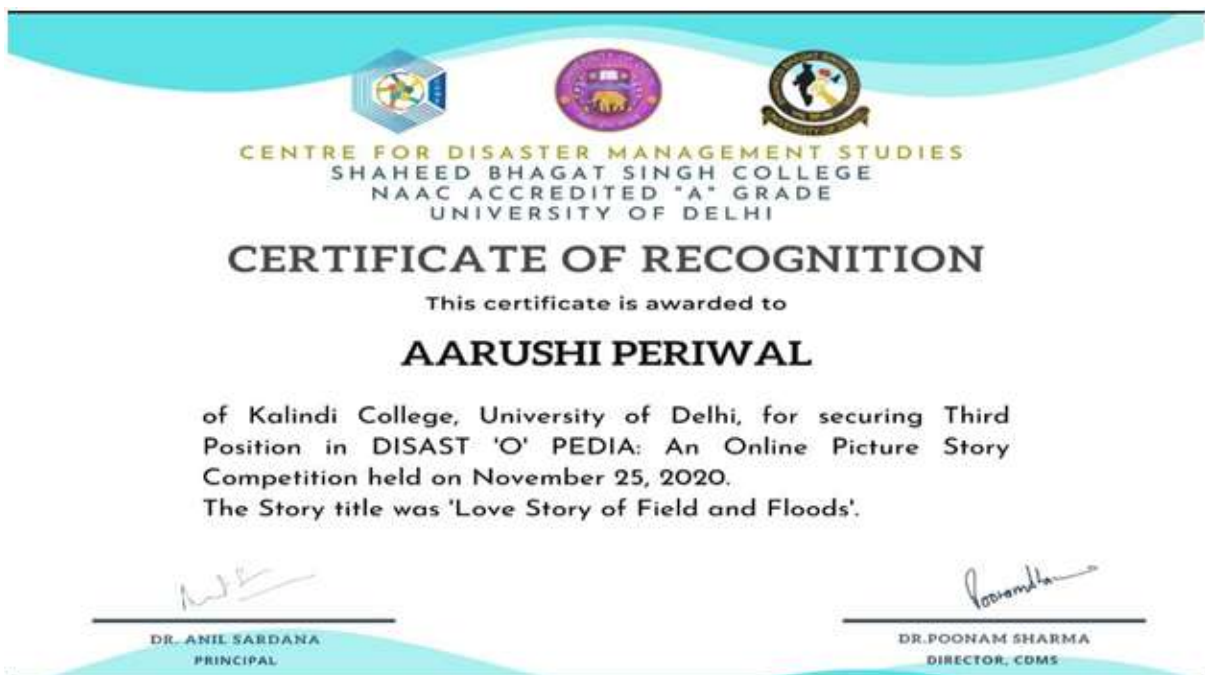 CENTRE FOR DISASTER MANAGEMENT STUDIES
SHAHEED BHAGAT SINGH COLLEGE
NAAC ACCREDITED "A" GRADE
UNIVERSITY OF DELHI
CERTIFICATE OF RECOGNITION
This certificate is awarded to
AARUSHI PERIWAL
of Kalindi College, University of Delhi, for securing Third
Position in DISAST 'O' PEDIA: An Online Picture Story
Competition held on November 25, 2020.
The Story title was 'Love Story of Field and Floods'.
DR. ANIL SARDANA
PRINCIPAL
DR.POONAM SHARMA
DIRECTOR, CDMS